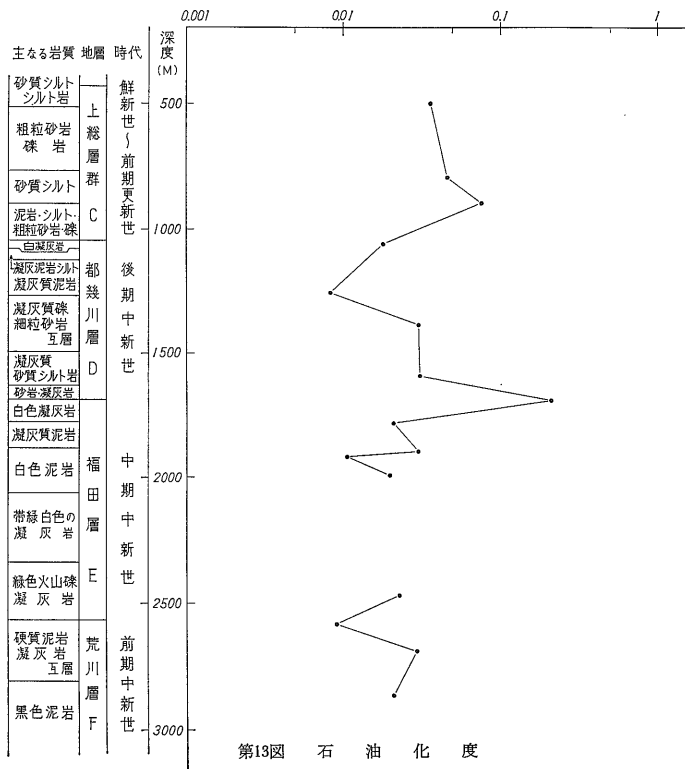 0.001 0.01 0.1 1
主なる岩質 地層 時代 深度(M)
砂質シルト
シルト岩
粗粒砂岩
礫岩
砂質シルト
泥岩・シルト・
粗粒砂岩・礫
白凝灰岩
凝灰泥岩シルト
凝灰質泥岩
凝灰質礫
細粒砂岩
互層
凝灰質
砂質シルト岩
砂岩・凝灰岩
白色凝灰岩
凝灰質泥岩
白色泥岩
帯緑白色の
凝灰岩
緑色火山礫
凝灰岩
硬質泥岩
凝灰岩
互層
黒色泥岩
上総層群 C
都幾川層 D
福田層 E
荒川層 F
鮮新世~前期更新世
後期中新世
中期中新世
前期中新世
500
1000
1500
2000
2500
3000
第13図 石油化度